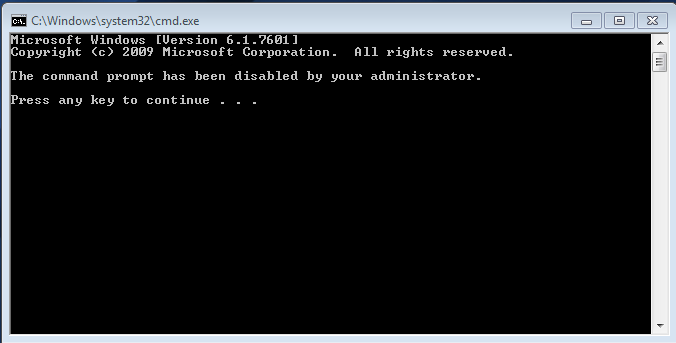 C:\Windows\system32\cmd.exe
Microsoft Windows [Version 6.1.7601]
Copyright (c) 2009 Microsoft Corporation.  All rights reserved.
The command prompt has been disabled by your administrator.
Press any key to continue . . .